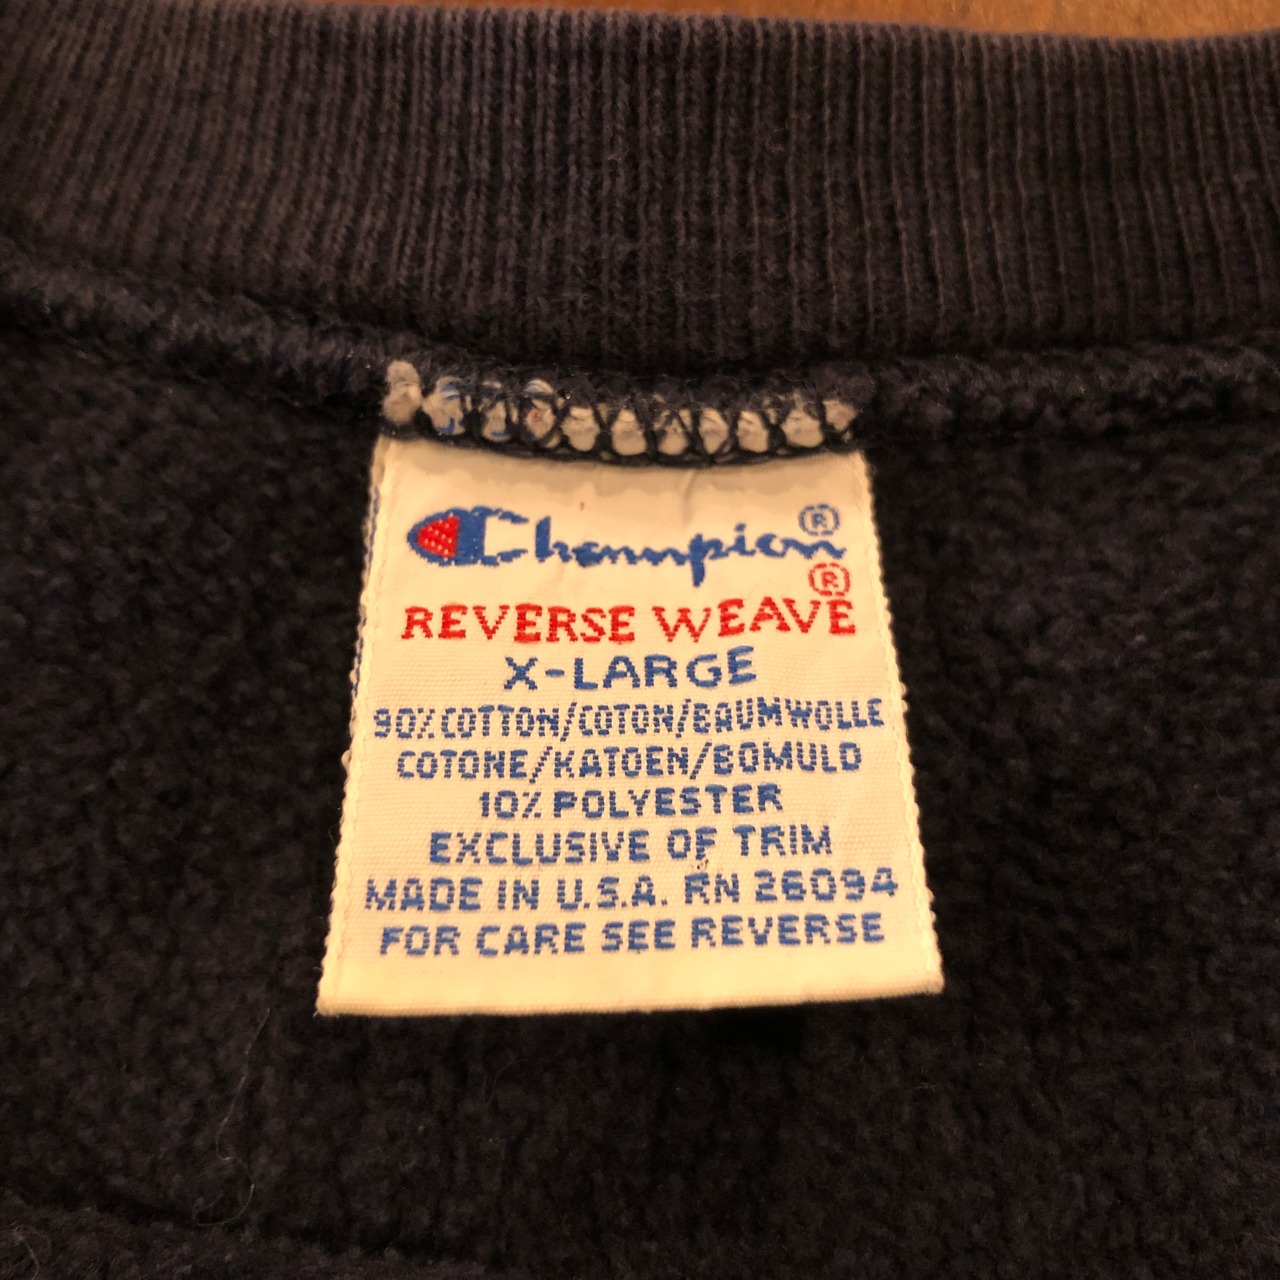 Champion®
REVERSE WEAVE®
X-LARGE
90% COTTON/COTON/BAUMWOLLE
COTONE/KATOEN/BOMULD
10% POLYESTER
EXCLUSIVE OF TRIM
MADE IN U.S.A. RN 26094
FOR CARE SEE REVERSE